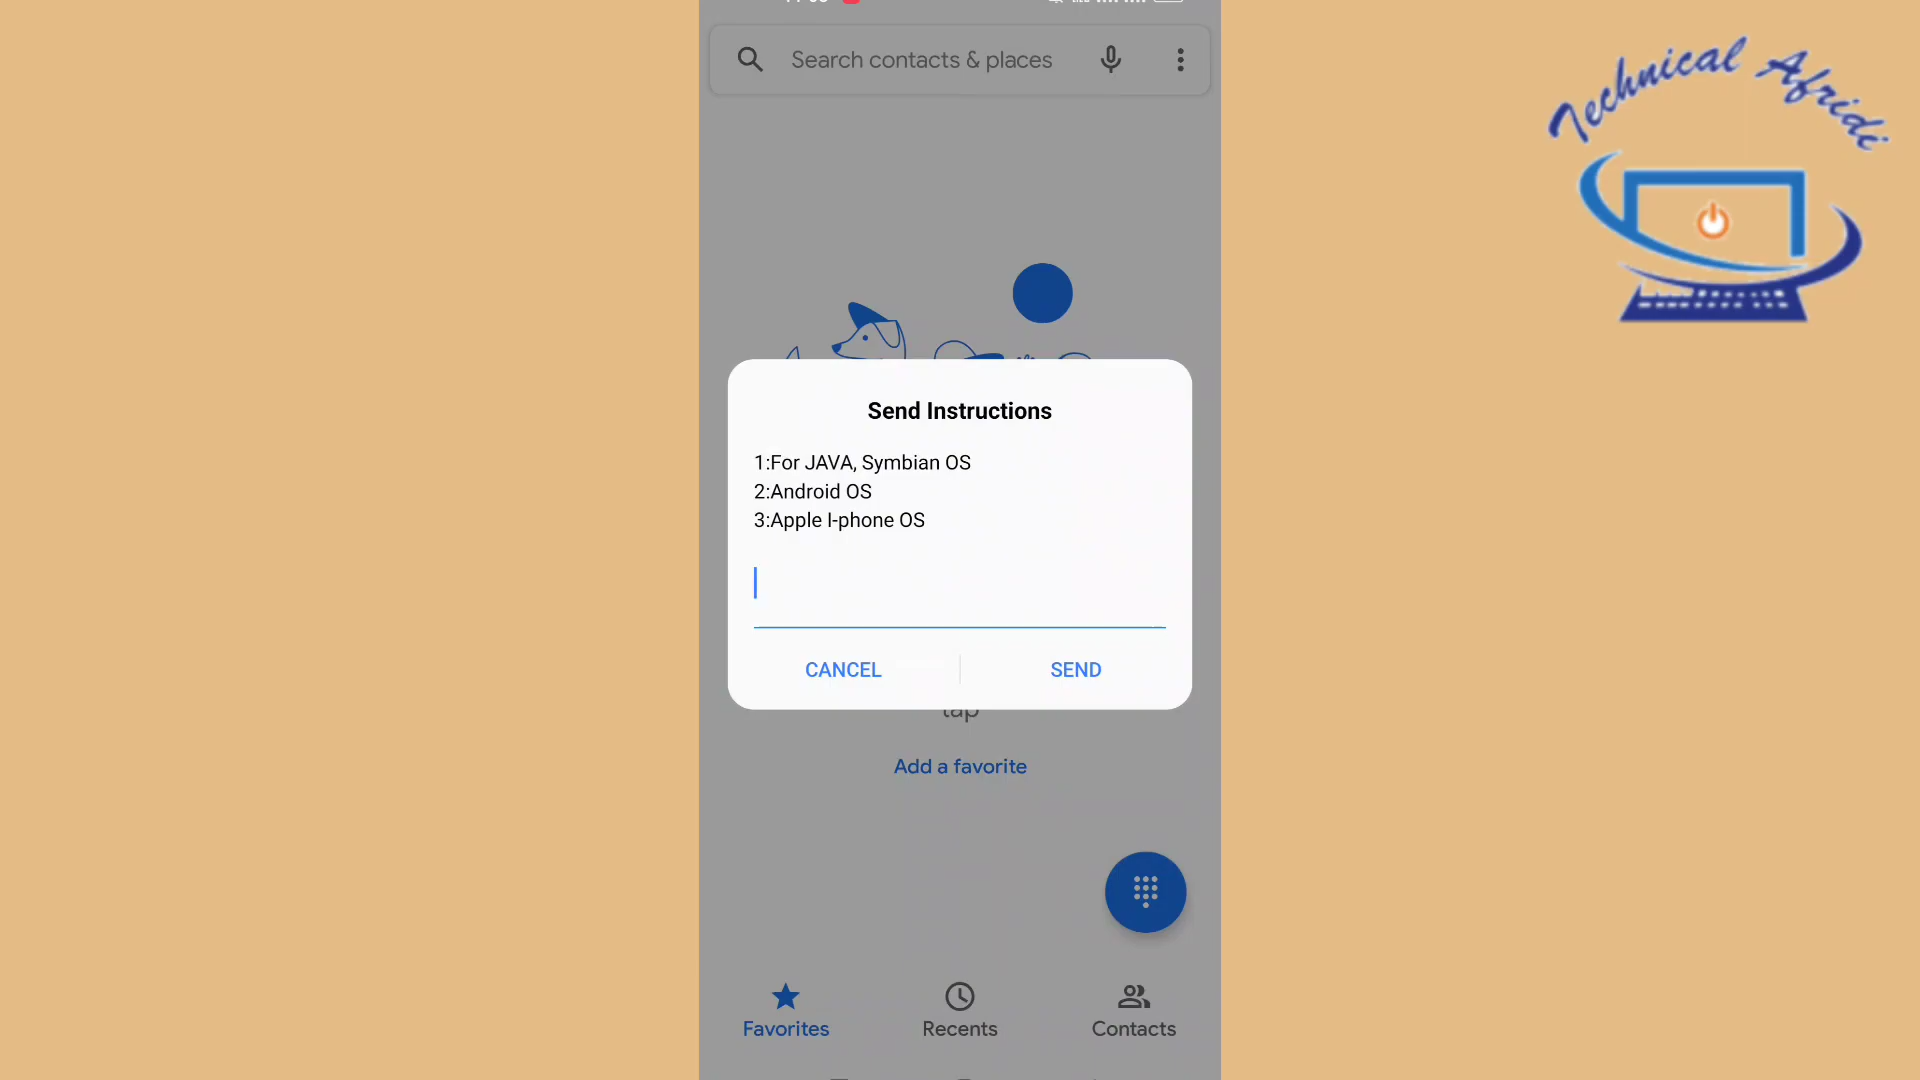 Search contacts & places
Technical Afridi
Send Instructions
1:For JAVA, Symbian OS
2:Android OS
3:Apple I-phone OS
CANCEL
SEND
tap
Add a favorite
Favorites
Recents
Contacts